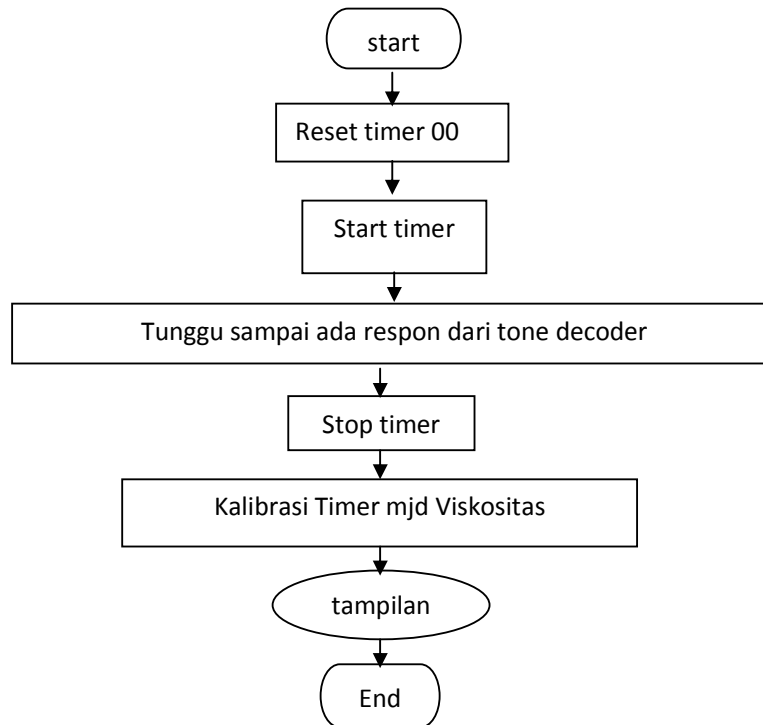 start
Reset timer 00
Start timer
Tunggu sampai ada respon dari tone decoder
Stop timer
Kalibrasi Timer mjd Viskositas
tampilan
End